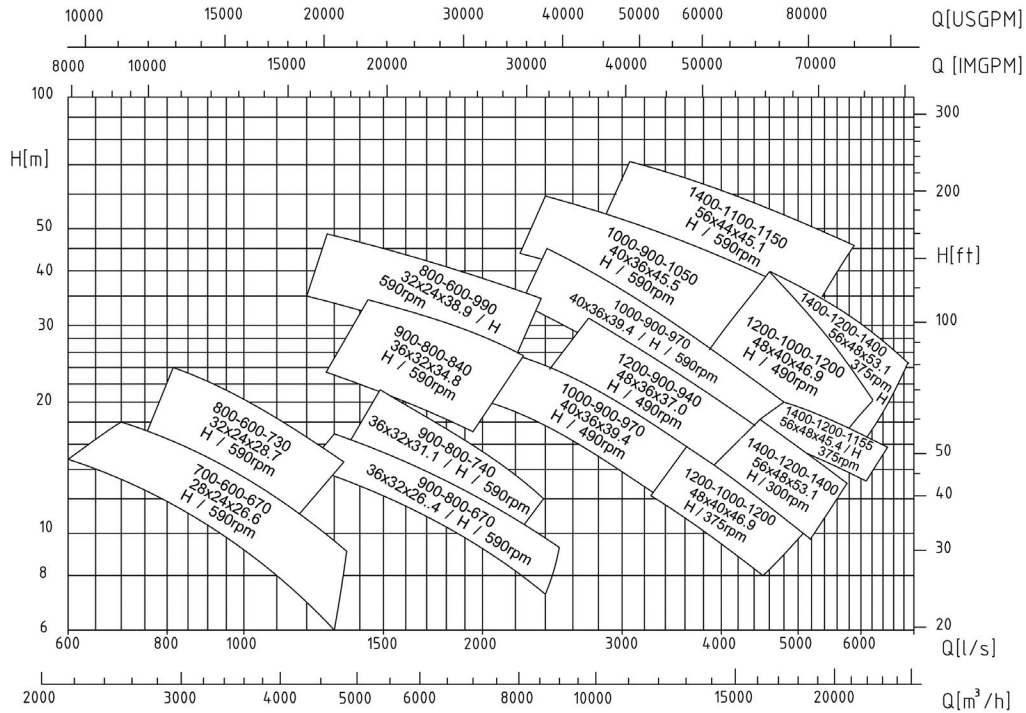 10000 15000 20000 30000 40000 50000 60000 80000 Q[USGPM]
8000 10000 15000 20000 30000 40000 50000 70000 Q [IMGPM]
100
300
H[m]
200
50
H[ft]
40
30
100
20
50
40
10
30
8
6
20
1400-1100-1150
56x44x45.1
H / 590rpm
1000-900-1050
40x36x45.5
H / 590rpm
800-600-990
32x24x38.9 / H
590rpm
1000-900-970
40x36x39.4 / H / 590rpm
1400-1200-1400
56x48x53.1
375rpm
H
1200-1000-1200
48x40x46.9
H / 490rpm
900-800-840
36x32x34.8
H / 590rpm
1200-900-940
48x36x37.0
H / 490rpm
1000-900-970
40x36x39.4
H / 490rpm
800-600-730
32x24x28.7
H / 590rpm
900-800-740
36x32x31.1 / H / 590rpm
1400-1200-1155
56x48x45.4 / H
375rpm
1400-1200-1400
56x48x53.1
H / 300rpm
700-600-670
28x24x26.6
H / 590rpm
900-800-670
36x32x26..4 / H / 590rpm
1200-1000-1200
48x40x46.9
H / 375rpm
600 800 1000 1500 2000 3000 4000 5000 6000 Q[l/s]
2000 3000 4000 5000 6000 7000 8000 10000 15000 20000 Q[m³/h]